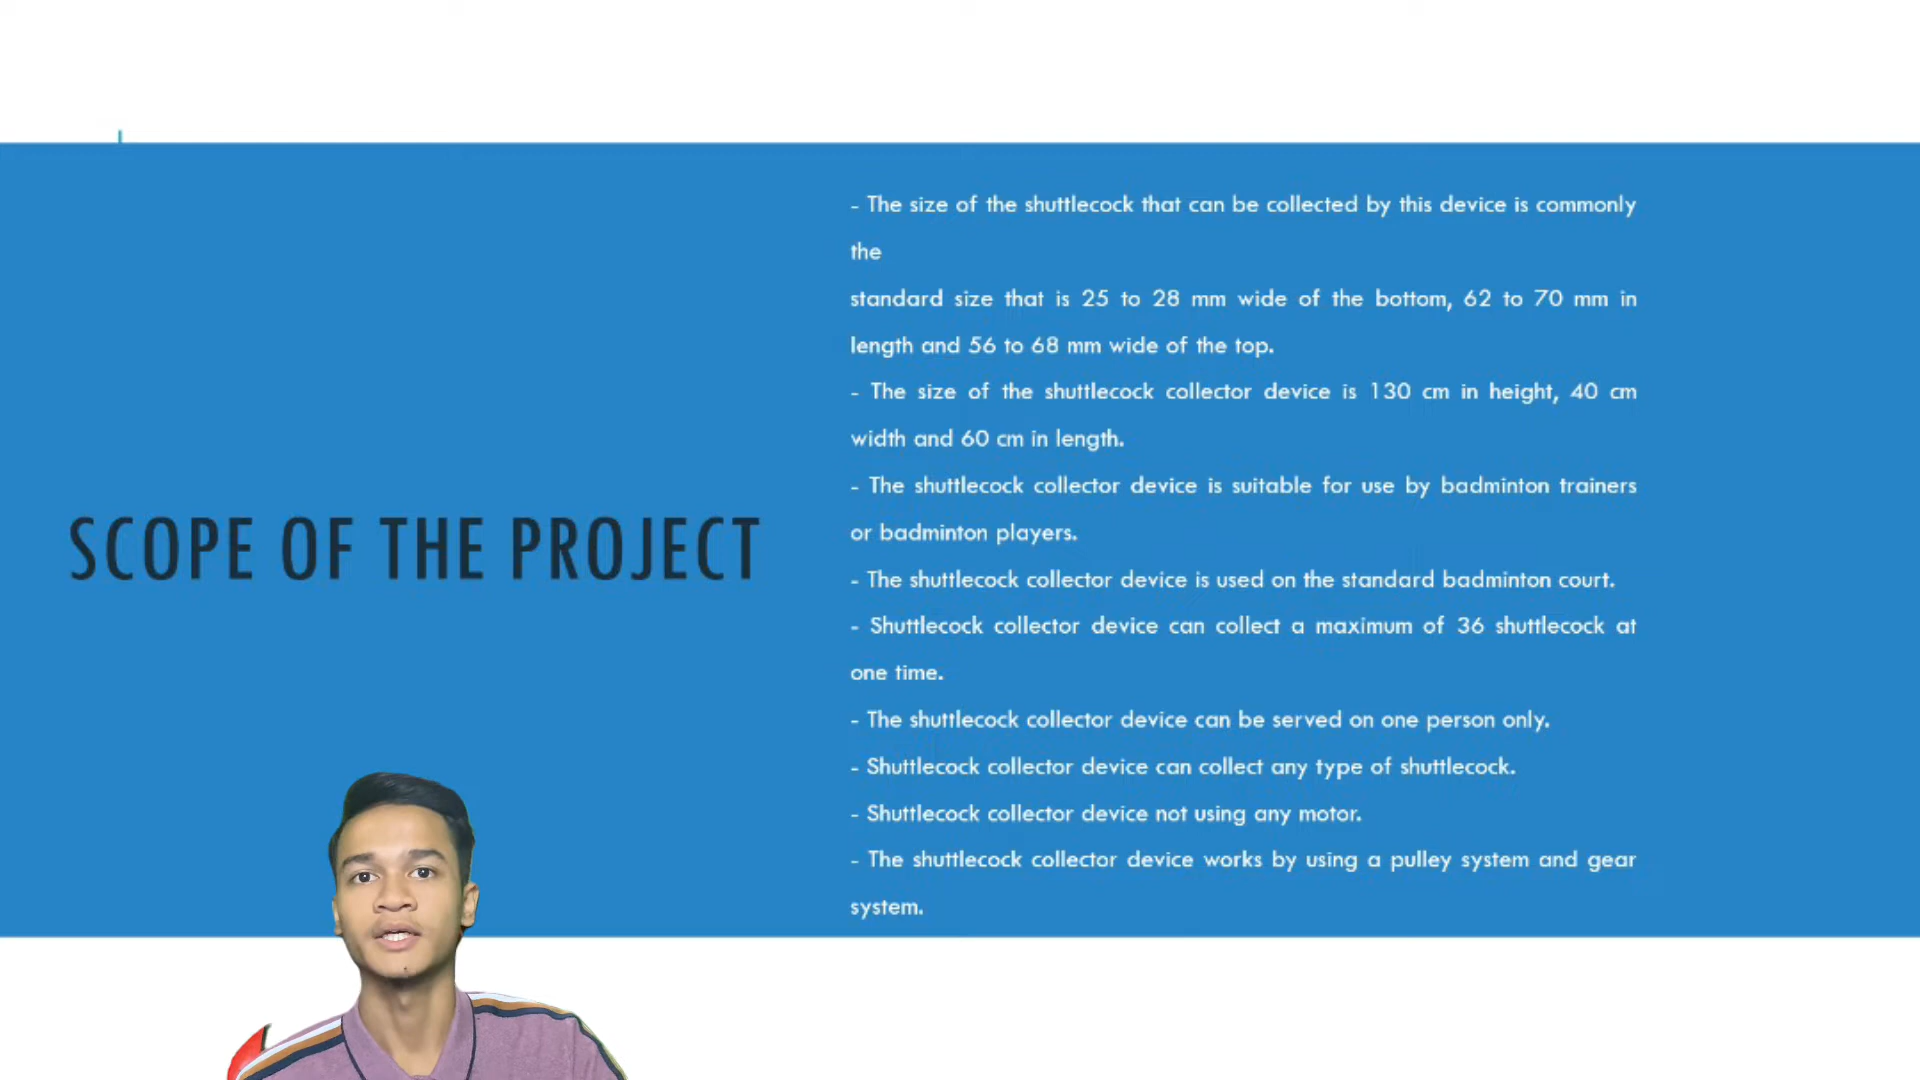 SCOPE OF THE PROJECT
- The size of the shuttlecock that can be collected by this device is commonly
the
standard size that is 25 to 28 mm wide of the bottom, 62 to 70 mm in
length and 56 to 68 mm wide of the top.
- The size of the shuttlecock collector device is 130 cm in height, 40 cm
width and 60 cm in length.
- The shuttlecock collector device is suitable for use by badminton trainers
or badminton players.
- The shuttlecock collector device is used on the standard badminton court.
- Shuttlecock collector device can collect a maximum of 36 shuttlecock at
one time.
- The shuttlecock collector device can be served on one person only.
- Shuttlecock collector device can collect any type of shuttlecock.
- Shuttlecock collector device not using any motor.
- The shuttlecock collector device works by using a pulley system and gear
system.